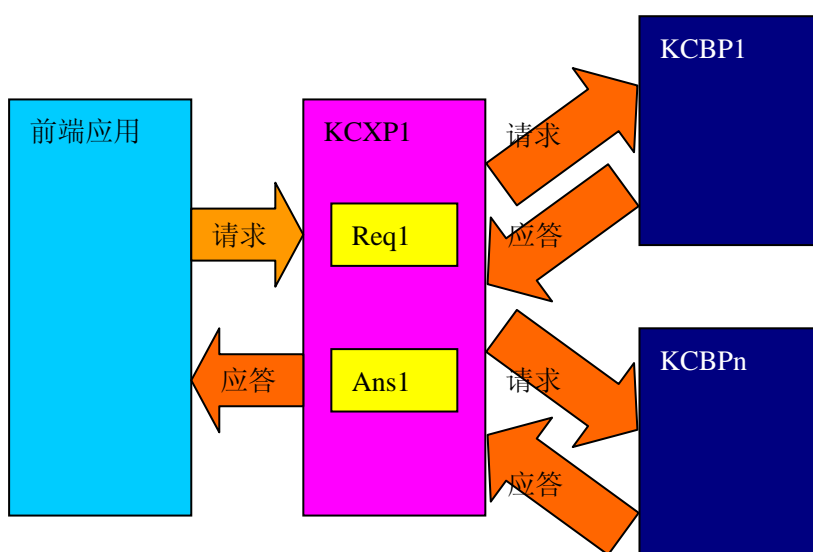 前端应用
请求
应答
KCXP1
Req1
Ans1
请求
应答
请求
应答
KCBP1
KCBPn